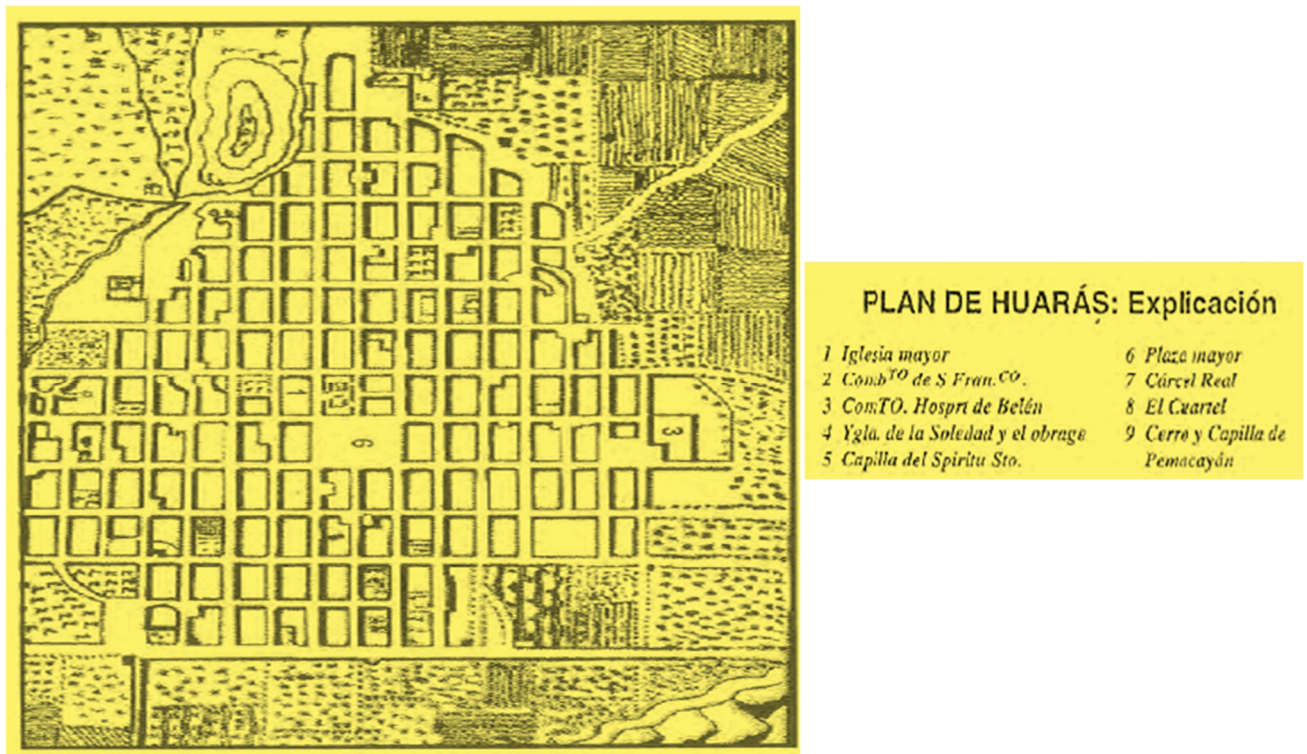 6
3
PLAN DE HUARÁS: Explicación
1 Iglesia mayor
2 Comb^TO de S Fran.^CO.
3 ComTO. Hosprt de Belén
4 Ygla. de la Soledad y el obrage
5 Capilla del Spiritu Sto.
6 Plaza mayor
7 Cárcel Real
8 El Cuartel
9 Cerro y Capilla de
Pemacayán